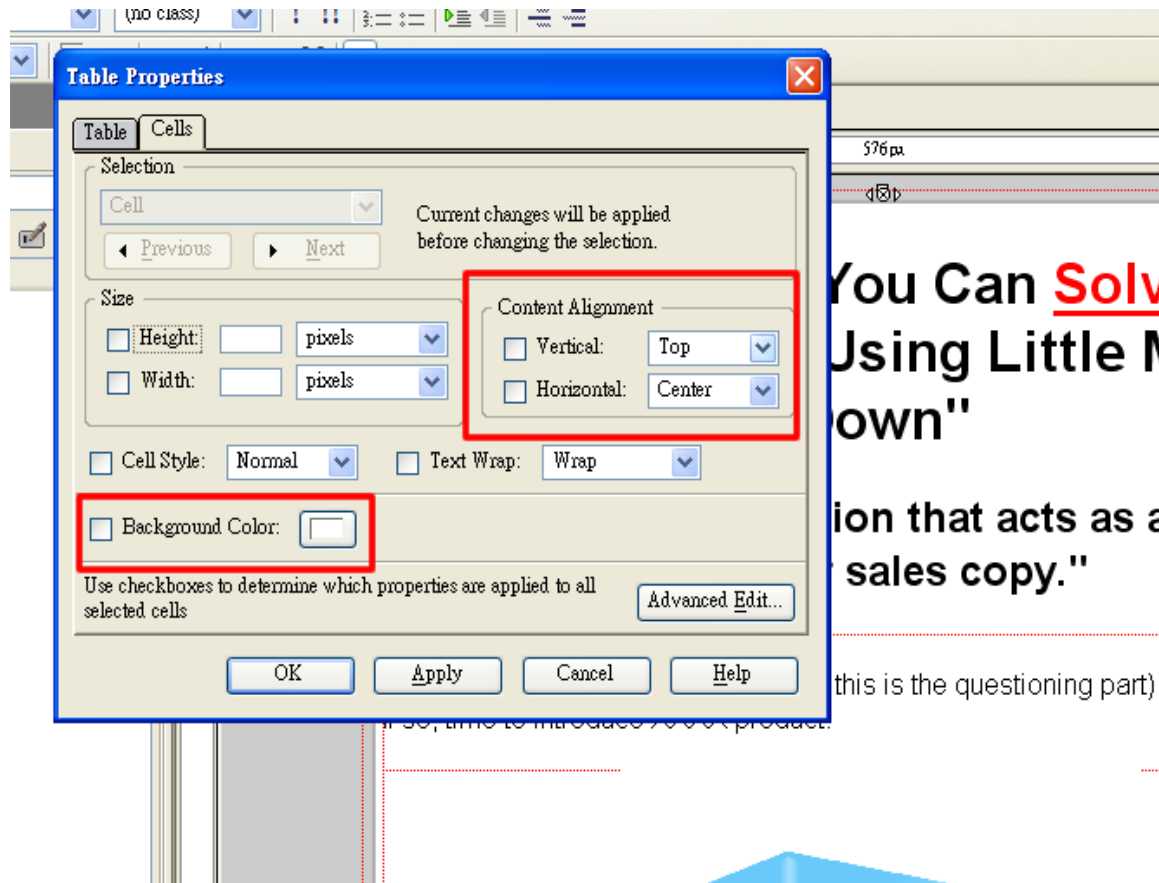 (no class)
Table Properties
Table Cells
576px
Selection
Cell
Previous Next
Current changes will be applied
before changing the selection.
Size
Height: pixels
Width: pixels
Content Alignment
Vertical: Top
Horizontal: Center
Cell Style: Normal Text Wrap: Wrap
Background Color:
Use checkboxes to determine which properties are applied to all
selected cells
Advanced Edit...
OK Apply Cancel Help
You Can Solv
Using Little
own"
ion that acts as a
sales copy."
this is the questioning part)